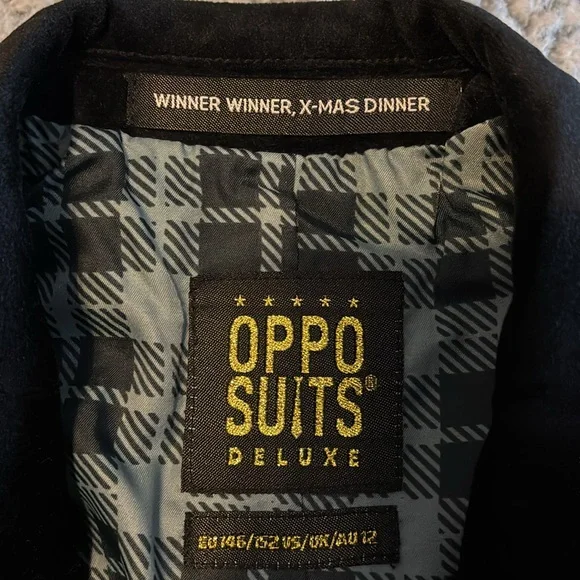 WINNER WINNER, X-MAS DINNER
★ ★ ★ ★ ★
OPPO
SUITS®
DELUXE
EU 146/152 US/UK/AU 12